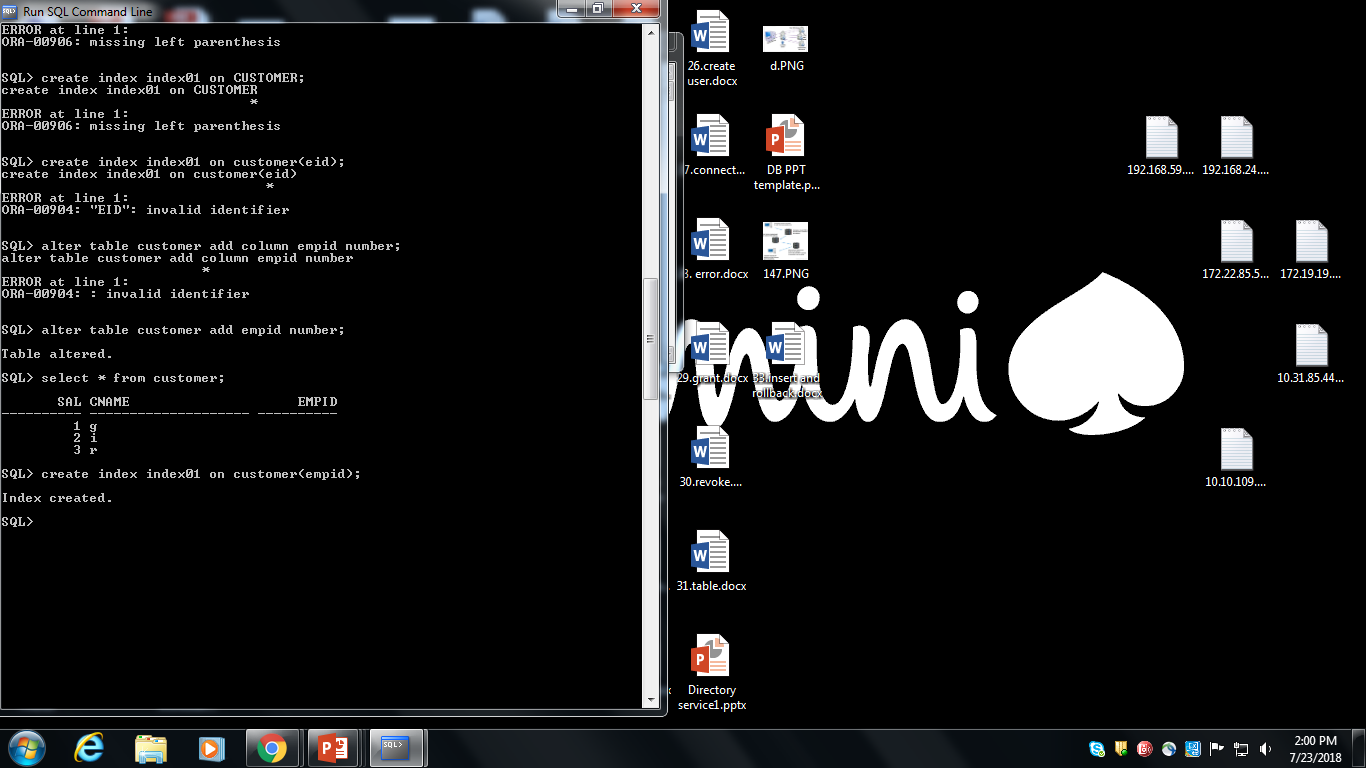 Run SQL Command Line
ERROR at line 1:
ORA-00906: missing left parenthesis
SQL> create index index01 on CUSTOMER;
create index index01 on CUSTOMER
*
ERROR at line 1:
ORA-00906: missing left parenthesis
SQL> create index index01 on customer(eid);
create index index01 on customer(eid)
*
ERROR at line 1:
ORA-00904: "EID": invalid identifier
SQL> alter table customer add column empid number;
alter table customer add column empid number
*
ERROR at line 1:
ORA-00904: : invalid identifier
SQL> alter table customer add empid number;
Table altered.
SQL> select * from customer;
SAL CNAME EMPID
---------- -------------------- ----------
1 g
2 i
3 r
SQL> create index index01 on customer(empid);
Index created.
SQL>
26.create
user.docx
d.PNG
7.connect...
DB PPT
template.p...
192.168.59....
192.168.24....
3. error.docx
147.PNG
172.22.85.5...
172.19.19....
29.grant.docx
33.insert and
rollback.docx
10.31.85.44...
mini
30.revoke....
10.10.109....
31.table.docx
Directory
service1.pptx
SQL>
2:00 PM
7/23/2018